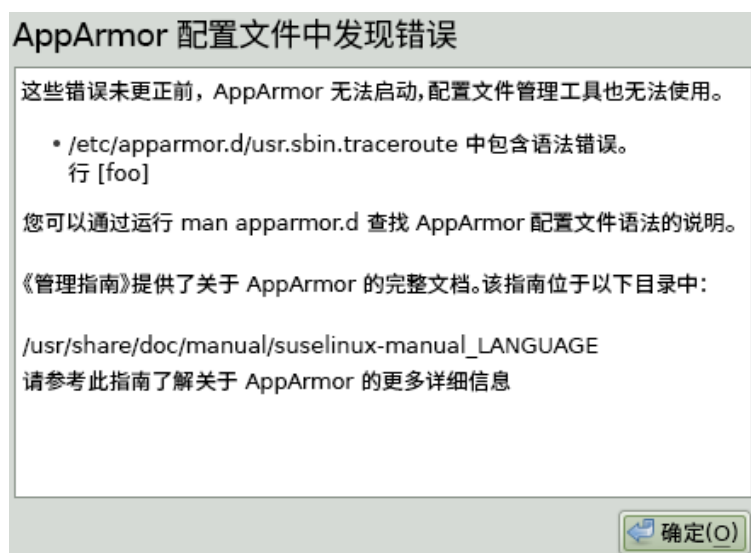 AppArmor 配置文件中发现错误
这些错误未更正前，AppArmor 无法启动,配置文件管理工具也无法使用。
• /etc/apparmor.d/usr.sbin.traceroute 中包含语法错误。
行 [foo]
您可以通过运行 man apparmor.d 查找 AppArmor 配置文件语法的说明。
《管理指南》提供了关于 AppArmor 的完整文档。该指南位于以下目录中：
/usr/share/doc/manual/suselinux-manual_LANGUAGE
请参考此指南了解关于 AppArmor 的更多详细信息
确定(O)